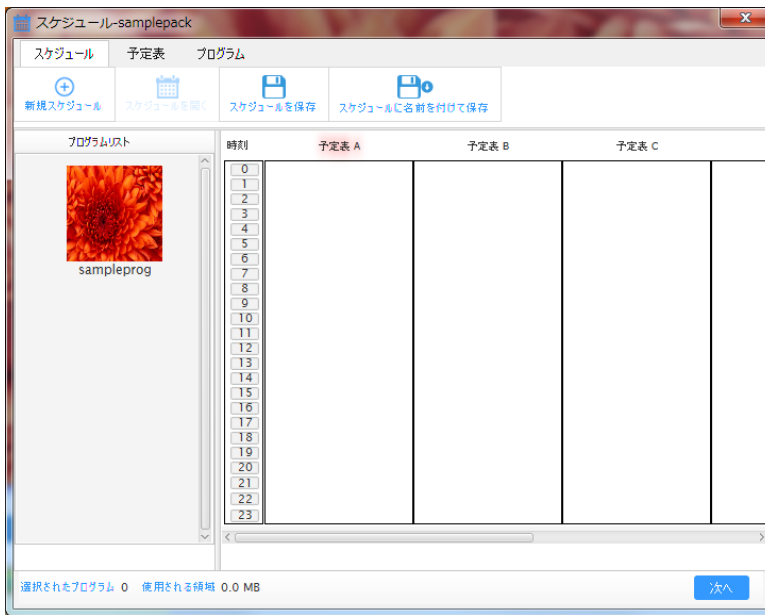 スケジュール-samplepack
x
スケジュール 予定表 プログラム
新規スケジュール スケジュールを開く スケジュールを保存 スケジュールに名前を付けて保存
プログラムリスト
sampleprog
時刻 予定表 A 予定表 B 予定表 C
0
1
2
3
4
5
6
7
8
9
10
11
12
13
14
15
16
17
18
19
20
21
22
23
選択されたプログラム 0 使用される領域 0.0 MB
次へ